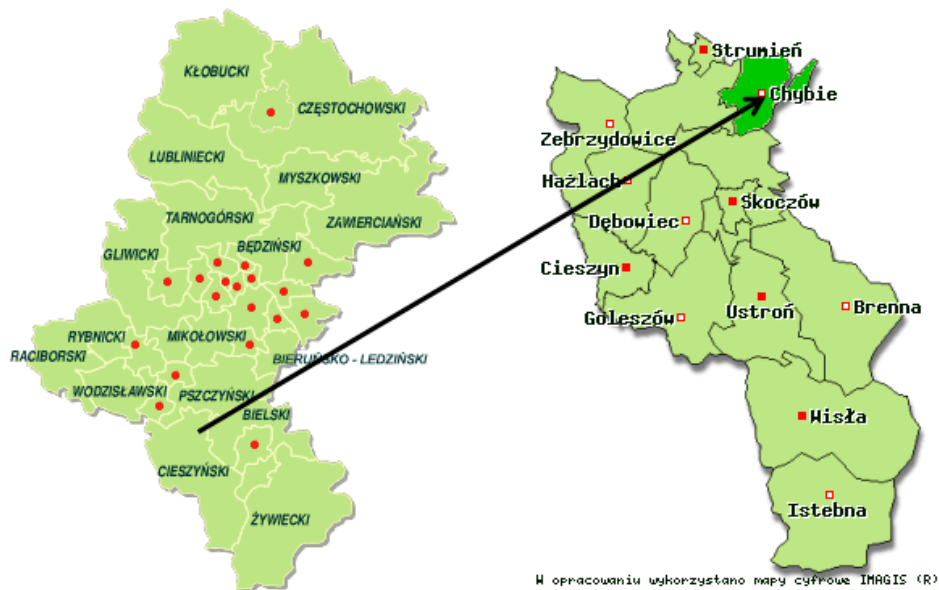 KŁOBUCKI
CZĘSTOCHOWSKI
LUBLINIECKI
MYSZKOWSKI
TARNOGÓRSKI
ZAWIERCIAŃSKI
GLIWICKI
BĘDZIŃSKI
RYBNICKI
MIKOŁOWSKI
RACIBORSKI
BIERUŃSKO - LEDZIŃSKI
WODZISŁAWSKI
PSZCZYŃSKI
BIELSKI
CIESZYŃSKI
ŻYWIECKI
Strumień
Chybie
Zebrzydowice
Hażlach
Skoczów
Dębowiec
Cieszyn
Ustroń
Brenna
Goleszów
Wisła
Istebna
W opracowaniu wykorzystano mapy cyfrowe IMAGIS (R)